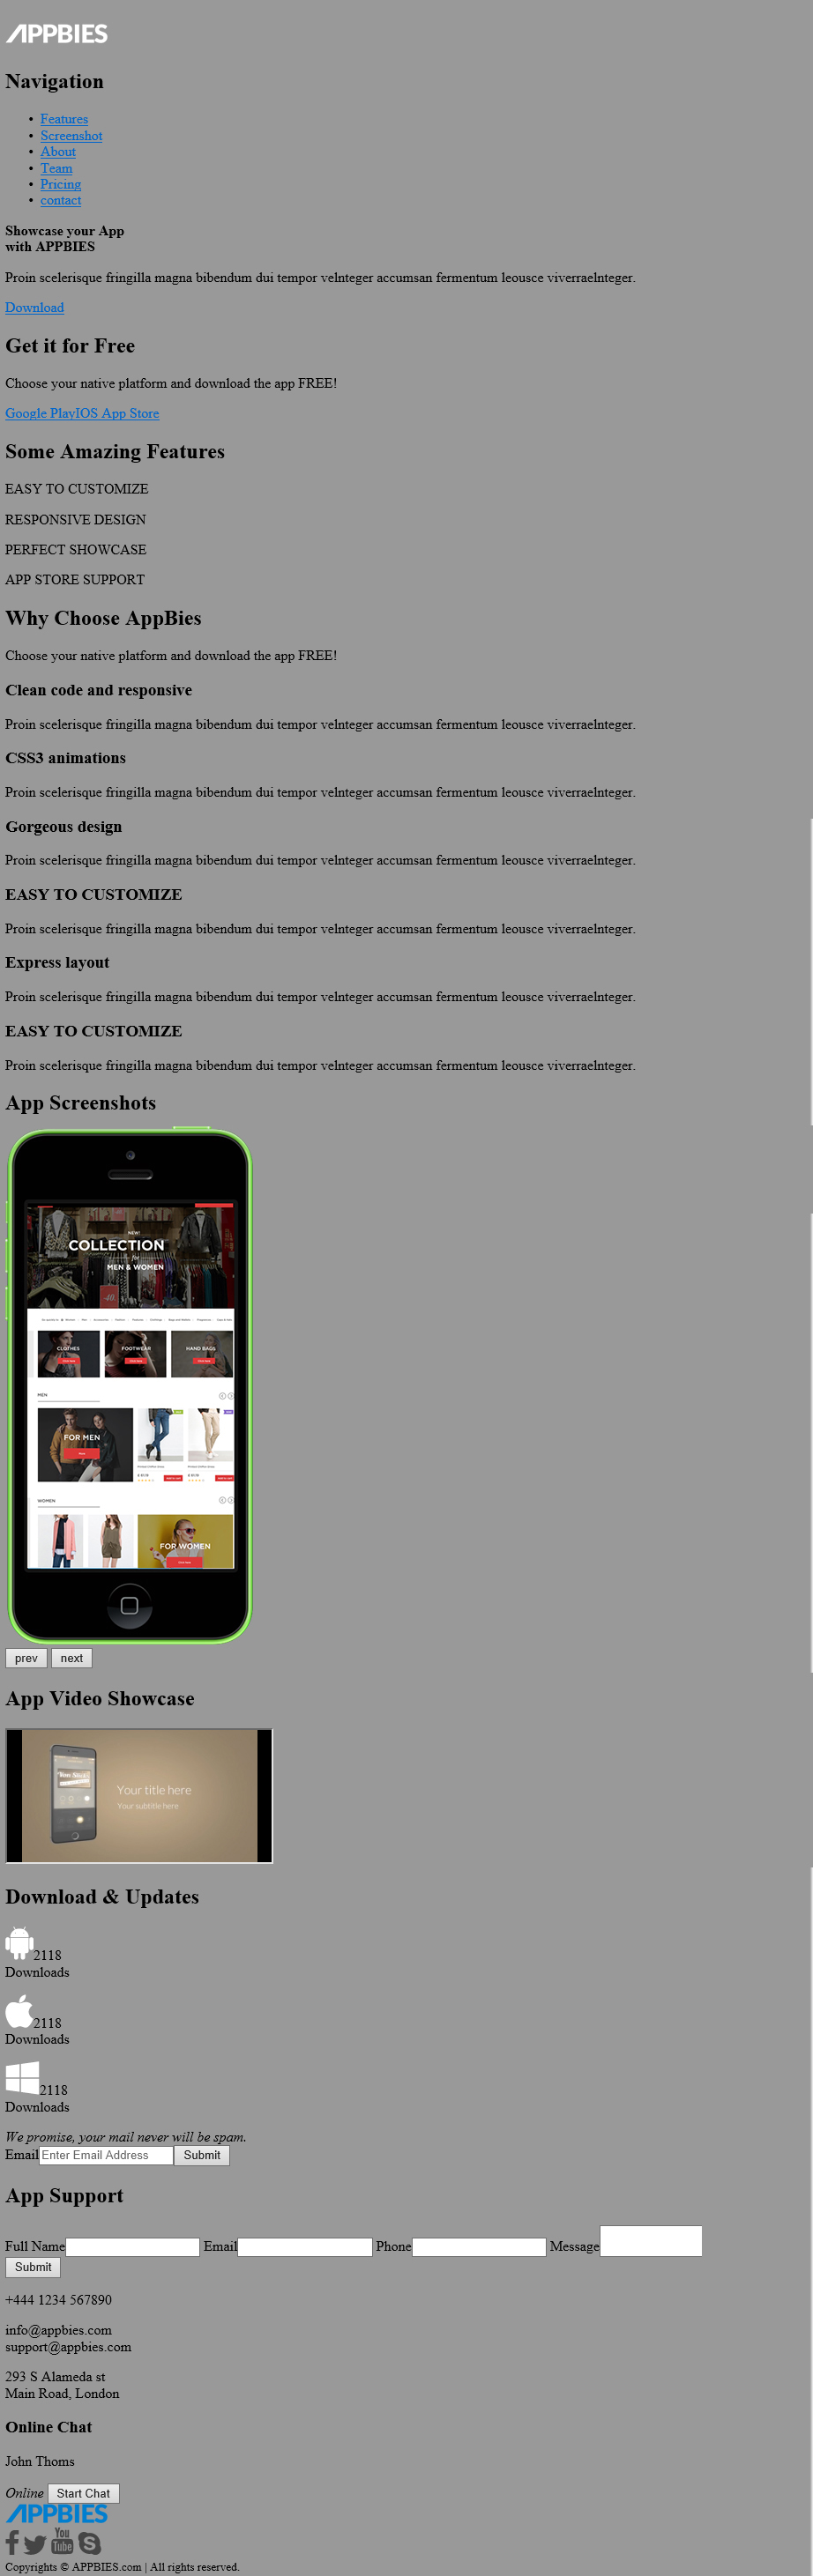 APPBIES
Navigation
• Features
• Screenshot
• About
• Team
• Pricing
• contact
Showcase your App
with APPBIES
Proin scelerisque fringilla magna bibendum dui tempor velnteger accumsan fermentum leousce viverraelnteger.
Download
Get it for Free
Choose your native platform and download the app FREE!
Google PlayIOS App Store
Some Amazing Features
EASY TO CUSTOMIZE
RESPONSIVE DESIGN
PERFECT SHOWCASE
APP STORE SUPPORT
Why Choose AppBies
Choose your native platform and download the app FREE!
Clean code and responsive
Proin scelerisque fringilla magna bibendum dui tempor velnteger accumsan fermentum leousce viverraelnteger.
CSS3 animations
Proin scelerisque fringilla magna bibendum dui tempor velnteger accumsan fermentum leousce viverraelnteger.
Gorgeous design
Proin scelerisque fringilla magna bibendum dui tempor velnteger accumsan fermentum leousce viverraelnteger.
EASY TO CUSTOMIZE
Proin scelerisque fringilla magna bibendum dui tempor velnteger accumsan fermentum leousce viverraelnteger.
Express layout
Proin scelerisque fringilla magna bibendum dui tempor velnteger accumsan fermentum leousce viverraelnteger.
EASY TO CUSTOMIZE
Proin scelerisque fringilla magna bibendum dui tempor velnteger accumsan fermentum leousce viverraelnteger.
App Screenshots
NEW!
COLLECTION
for
MEN & WOMEN
CLOTHES FOOTWEAR HAND BAGS
MEN
FOR MEN
WOMEN
FOR WOMEN
prev next
App Video Showcase
Your title here
Your subtitle here
Download & Updates
2118
Downloads
2118
Downloads
2118
Downloads
We promise, your mail never will be spam.
Email Enter Email Address Submit
App Support
Full Name Email Phone Message
Submit
+444 1234 567890
info@appbies.com
support@appbies.com
293 S Alameda st
Main Road, London
Online Chat
John Thoms
Online Start Chat
APPBIES
You Tube
Copyrights © APPBIES.com | All rights reserved.